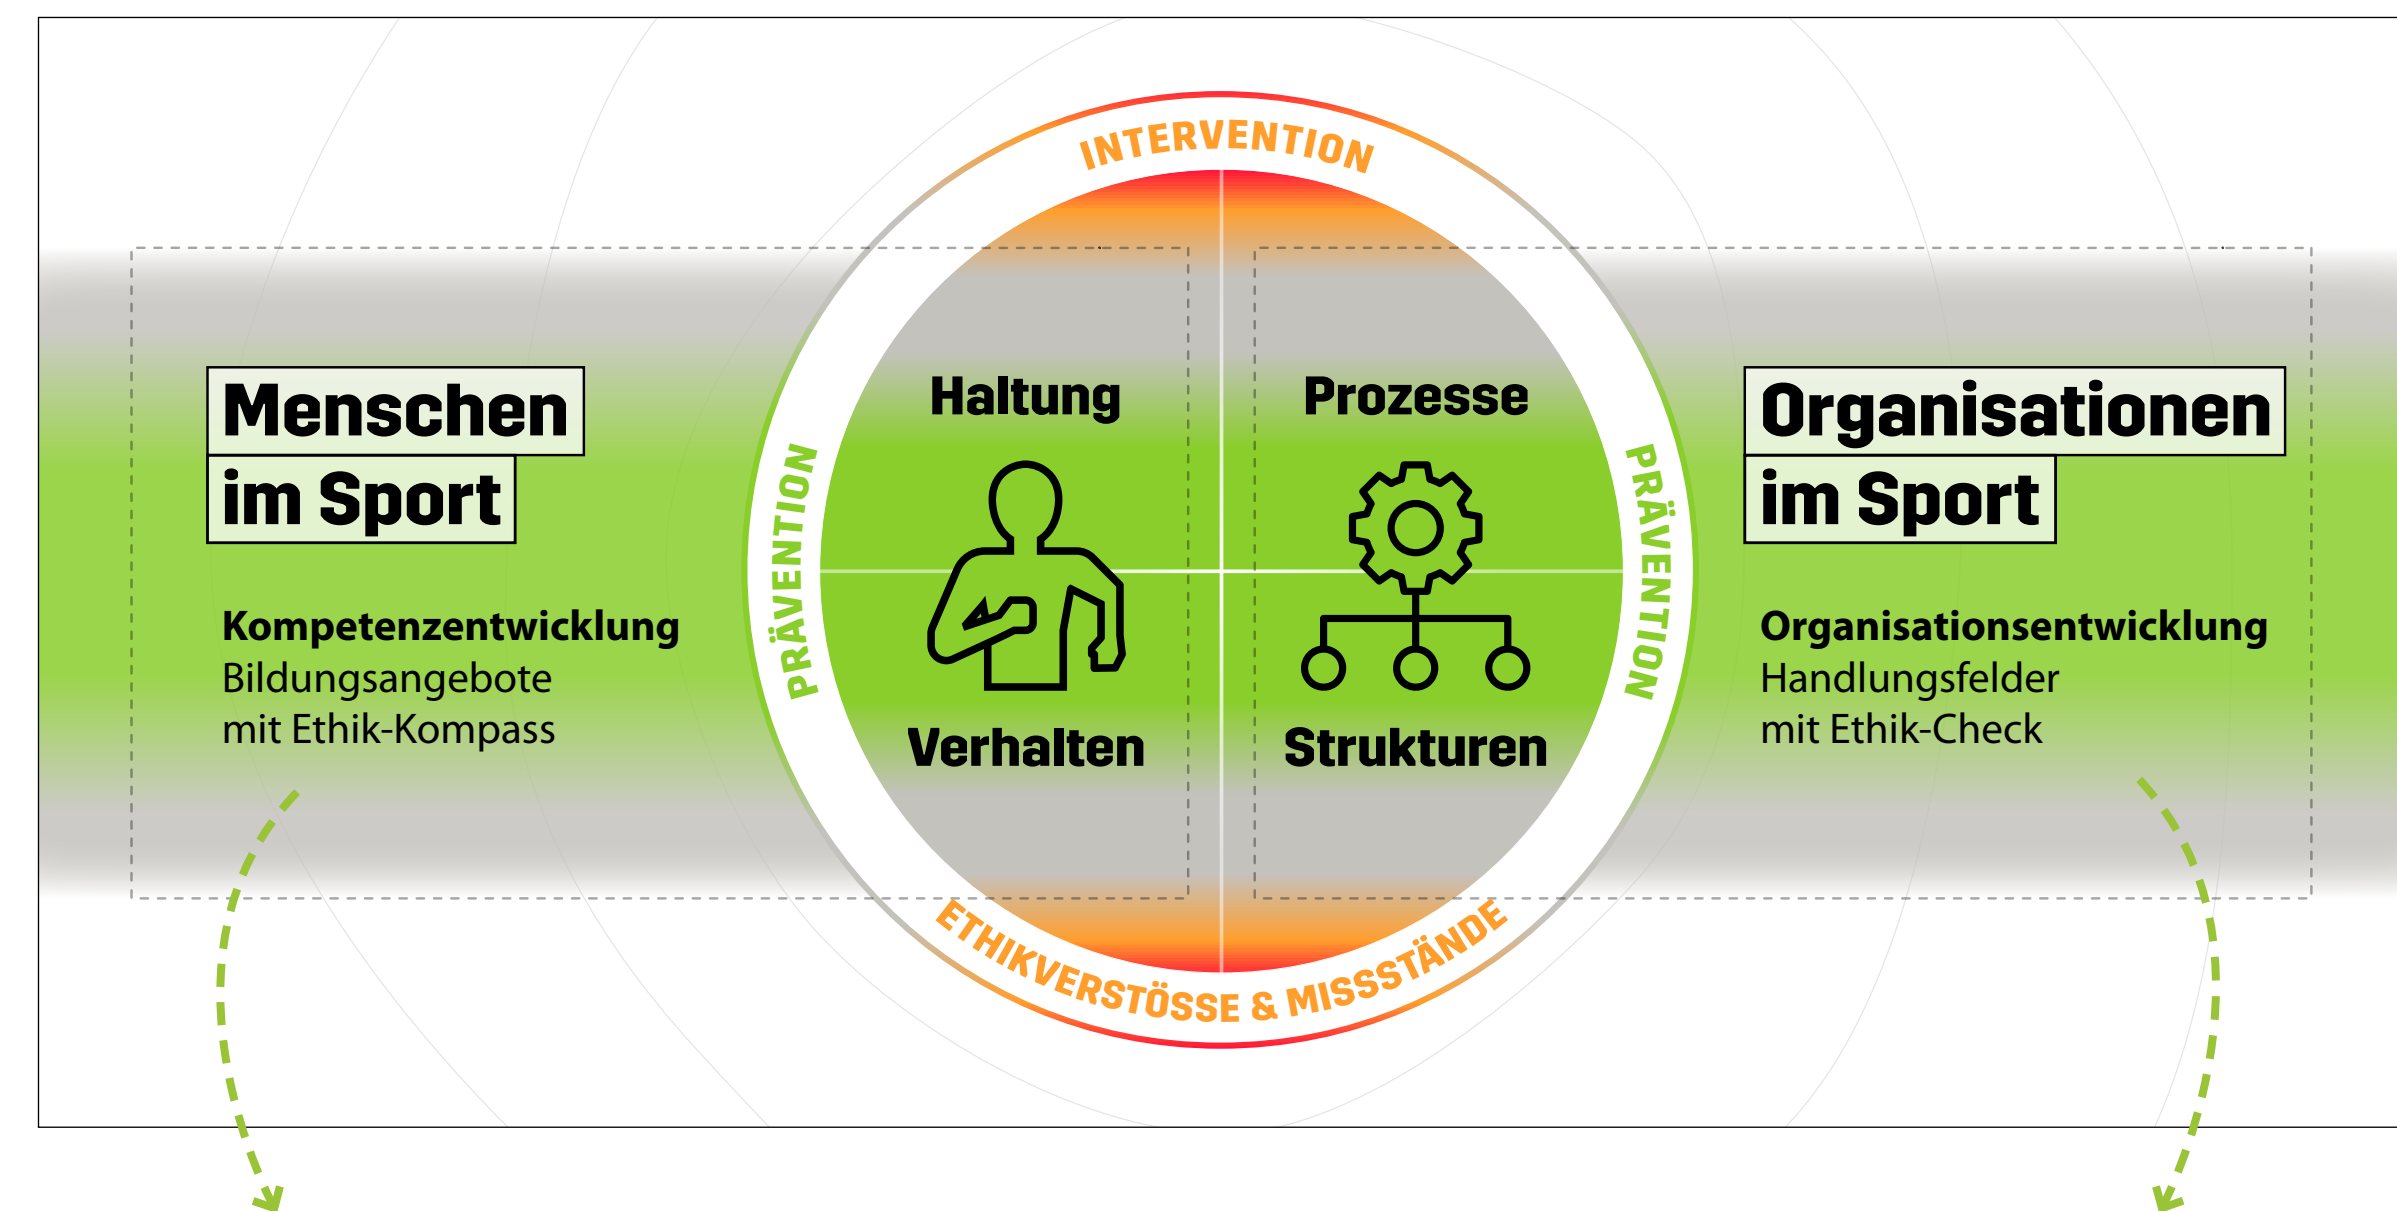 INTERVENTION
Menschen
im Sport
Kompetenzentwicklung
Bildungsangebote
mit Ethik-Kompass
PRÄVENTION
Haltung
Verhalten
Prozesse
Strukturen
PRÄVENTION
Organisationen
im Sport
Organisationsentwicklung
Handlungsfelder
mit Ethik-Check
ETHIKVERSTÖSSE & MISSSTÄNDE